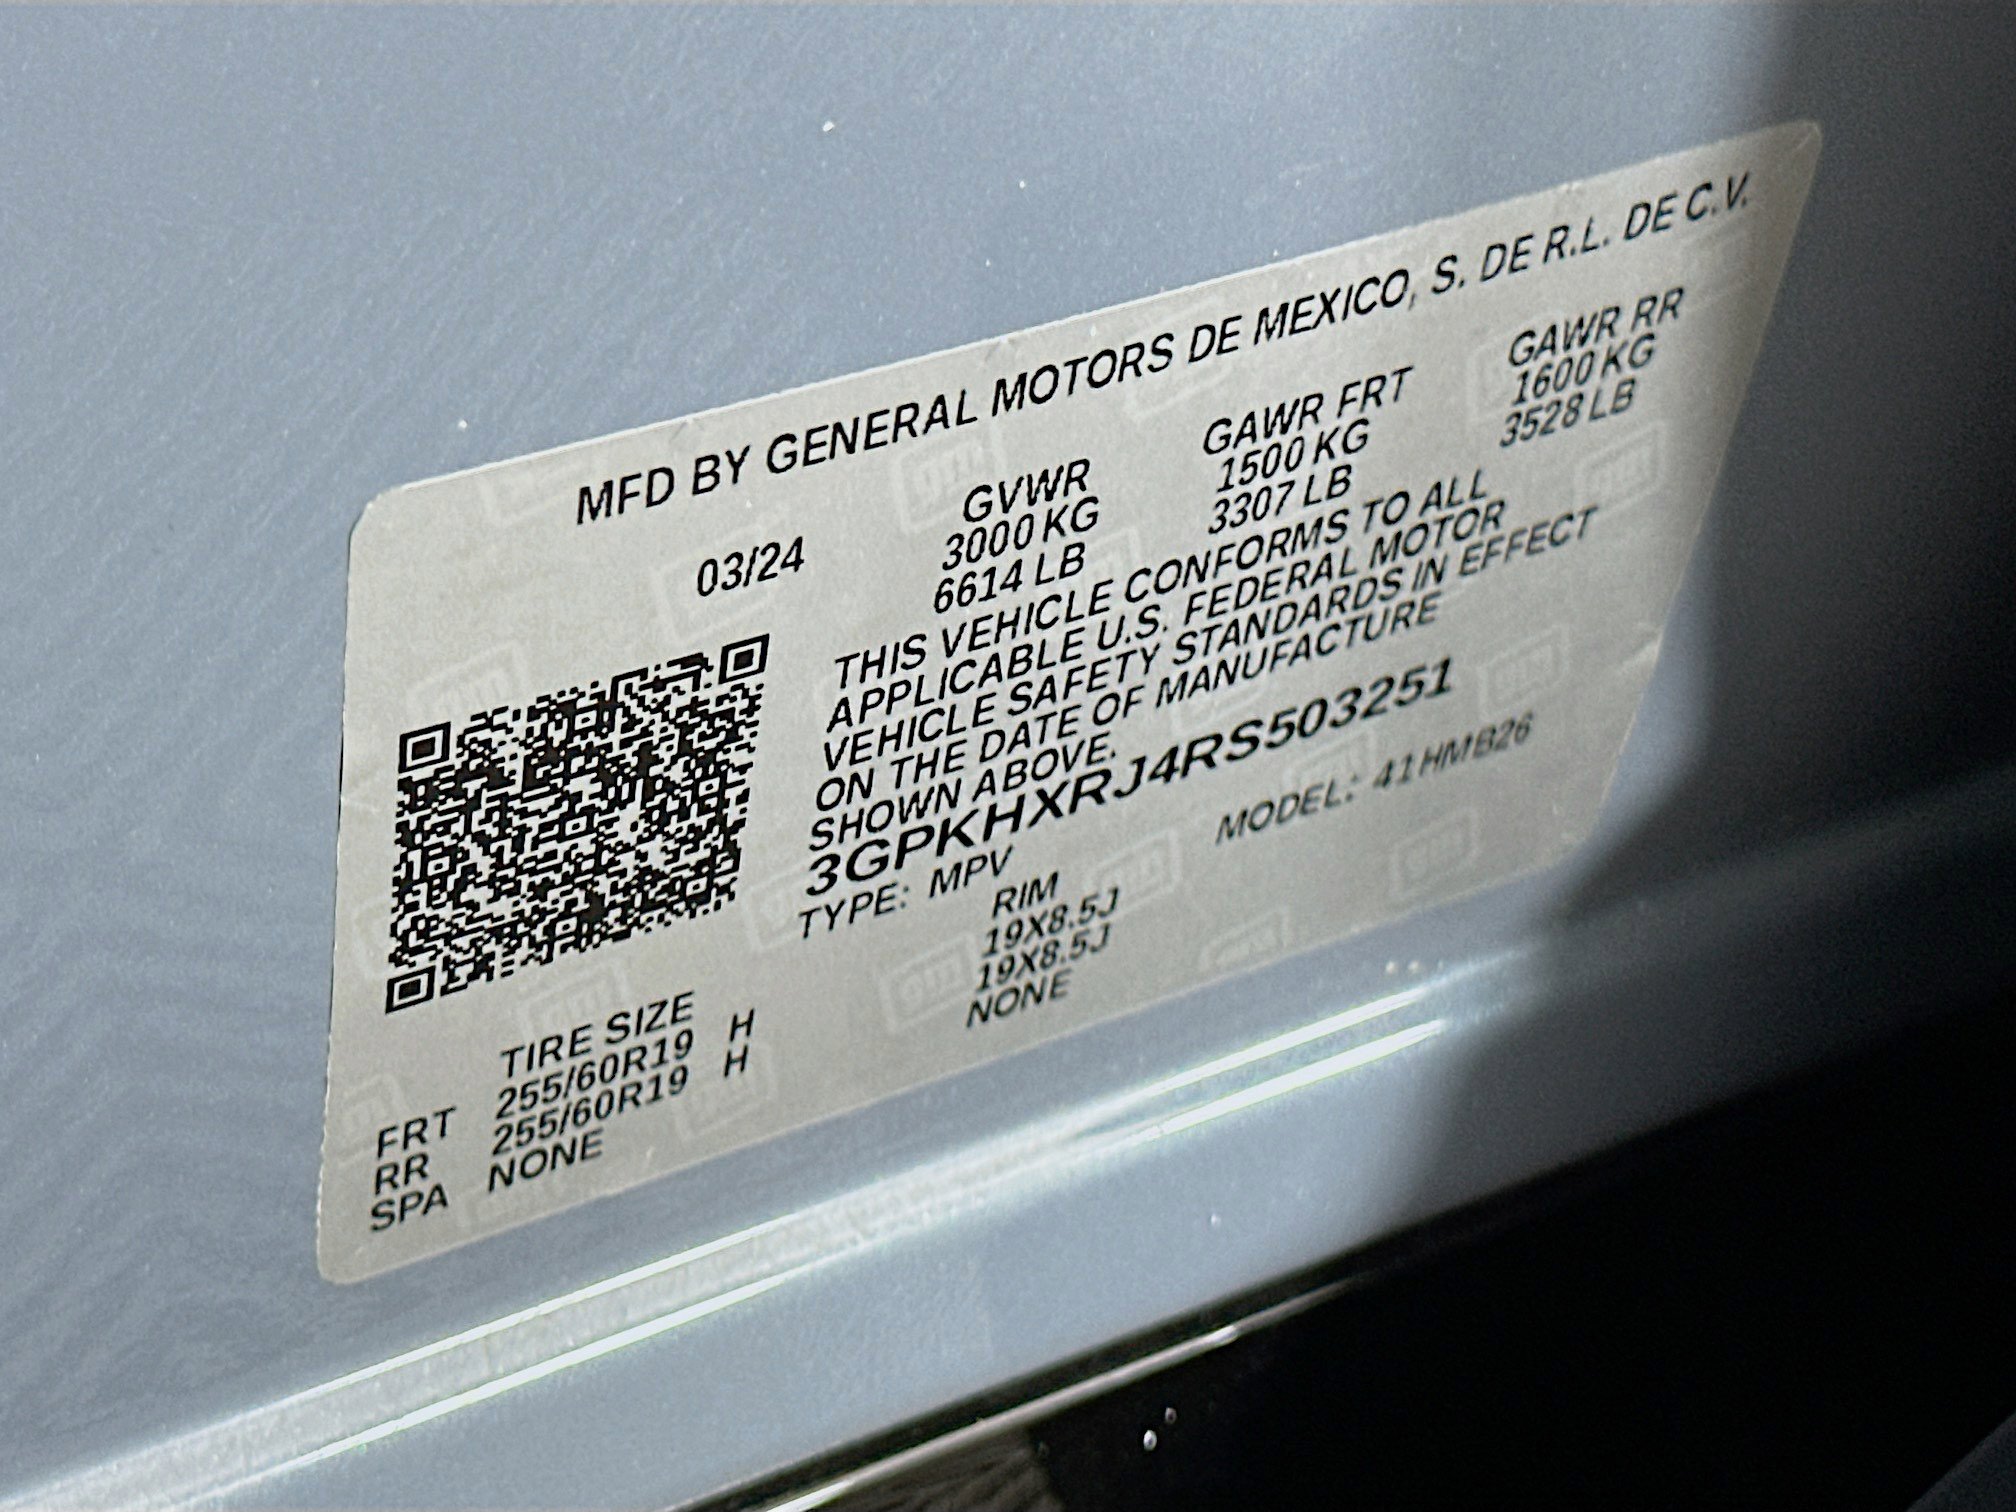 MFD BY GENERAL MOTORS DE MEXICO, S. DE R.L. DE C.V.
03/24 GVWR GAWR FRT GAWR RR
3000 KG 1500 KG 1600 KG
6614 LB 3307 LB 3528 LB
THIS VEHICLE CONFORMS TO ALL
APPLICABLE U.S. FEDERAL MOTOR
VEHICLE SAFETY STANDARDS IN EFFECT
ON THE DATE OF MANUFACTURE
SHOWN ABOVE.
3GPKHXRJ4RS503251
TYPE: MPV MODEL: 41HMB26
TIRE SIZE RIM
FRT 255/60R19 H 19X8.5J
RR 255/60R19 H 19X8.5J
SPA NONE NONE